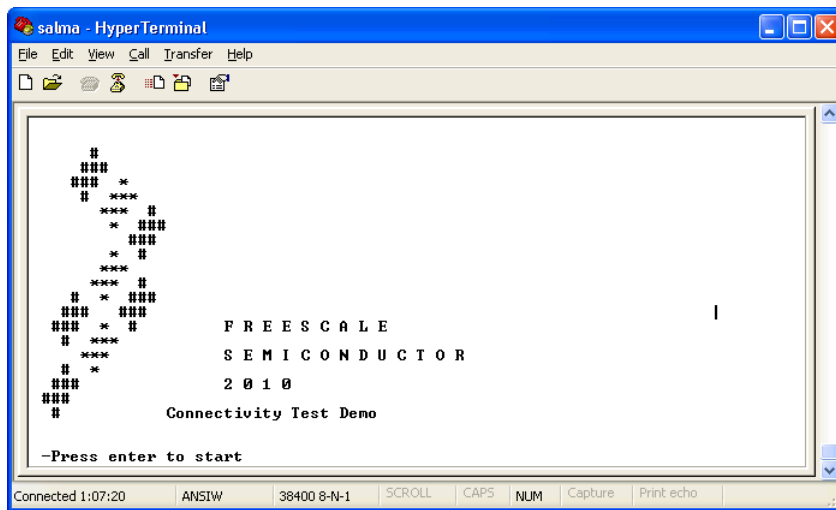 salma - HyperTerminal
File Edit View Call Transfer Help
#
###
### *
# ***
*** #
* ###
###
* #
***
*** #
# * ###
### ###
### * # F R E E S C A L E
# ***
*** S E M I C O N D U C T O R
# *
### 2 0 1 0
###
# Connectivity Test Demo
-Press enter to start
Connected 1:07:20 ANSIW 38400 8-N-1 SCROLL CAPS NUM Capture Print echo